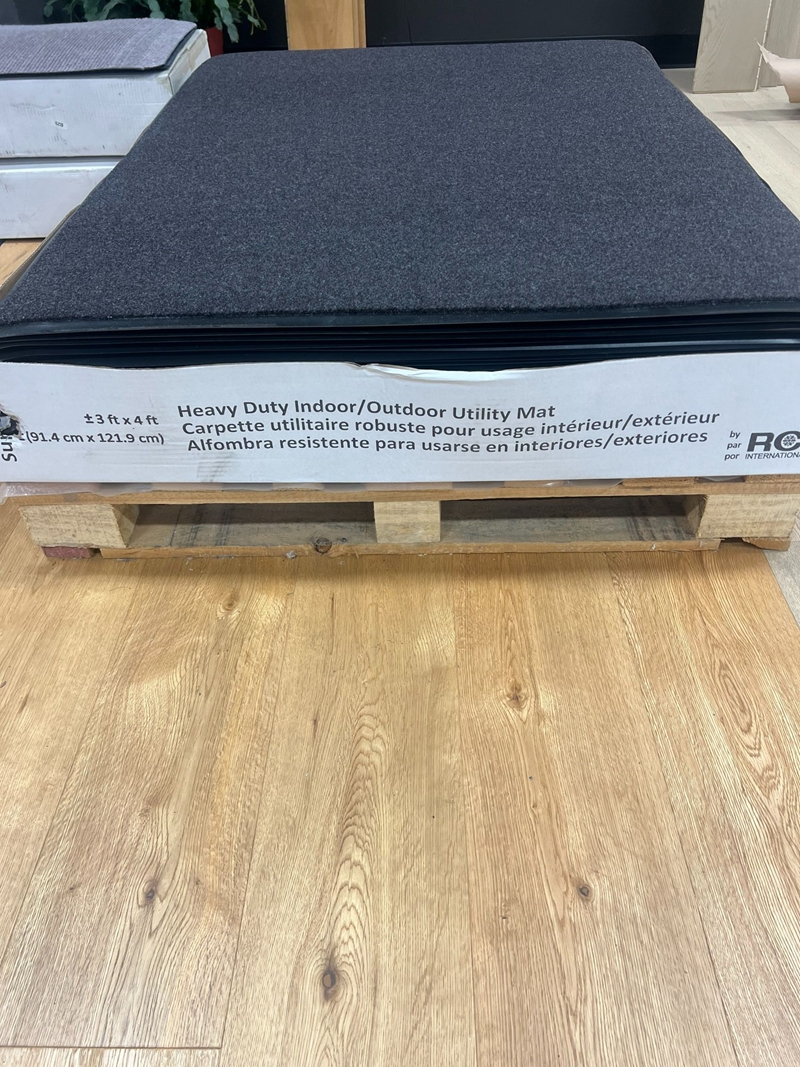 ±3 ft x 4 ft
(91.4 cm x 121.9 cm)
Heavy Duty Indoor/Outdoor Utility Mat
Carpette utilitaire robuste pour usage intérieur/extérieur
Alfombra resistente para usarse en interiores/exteriores
by
par
por